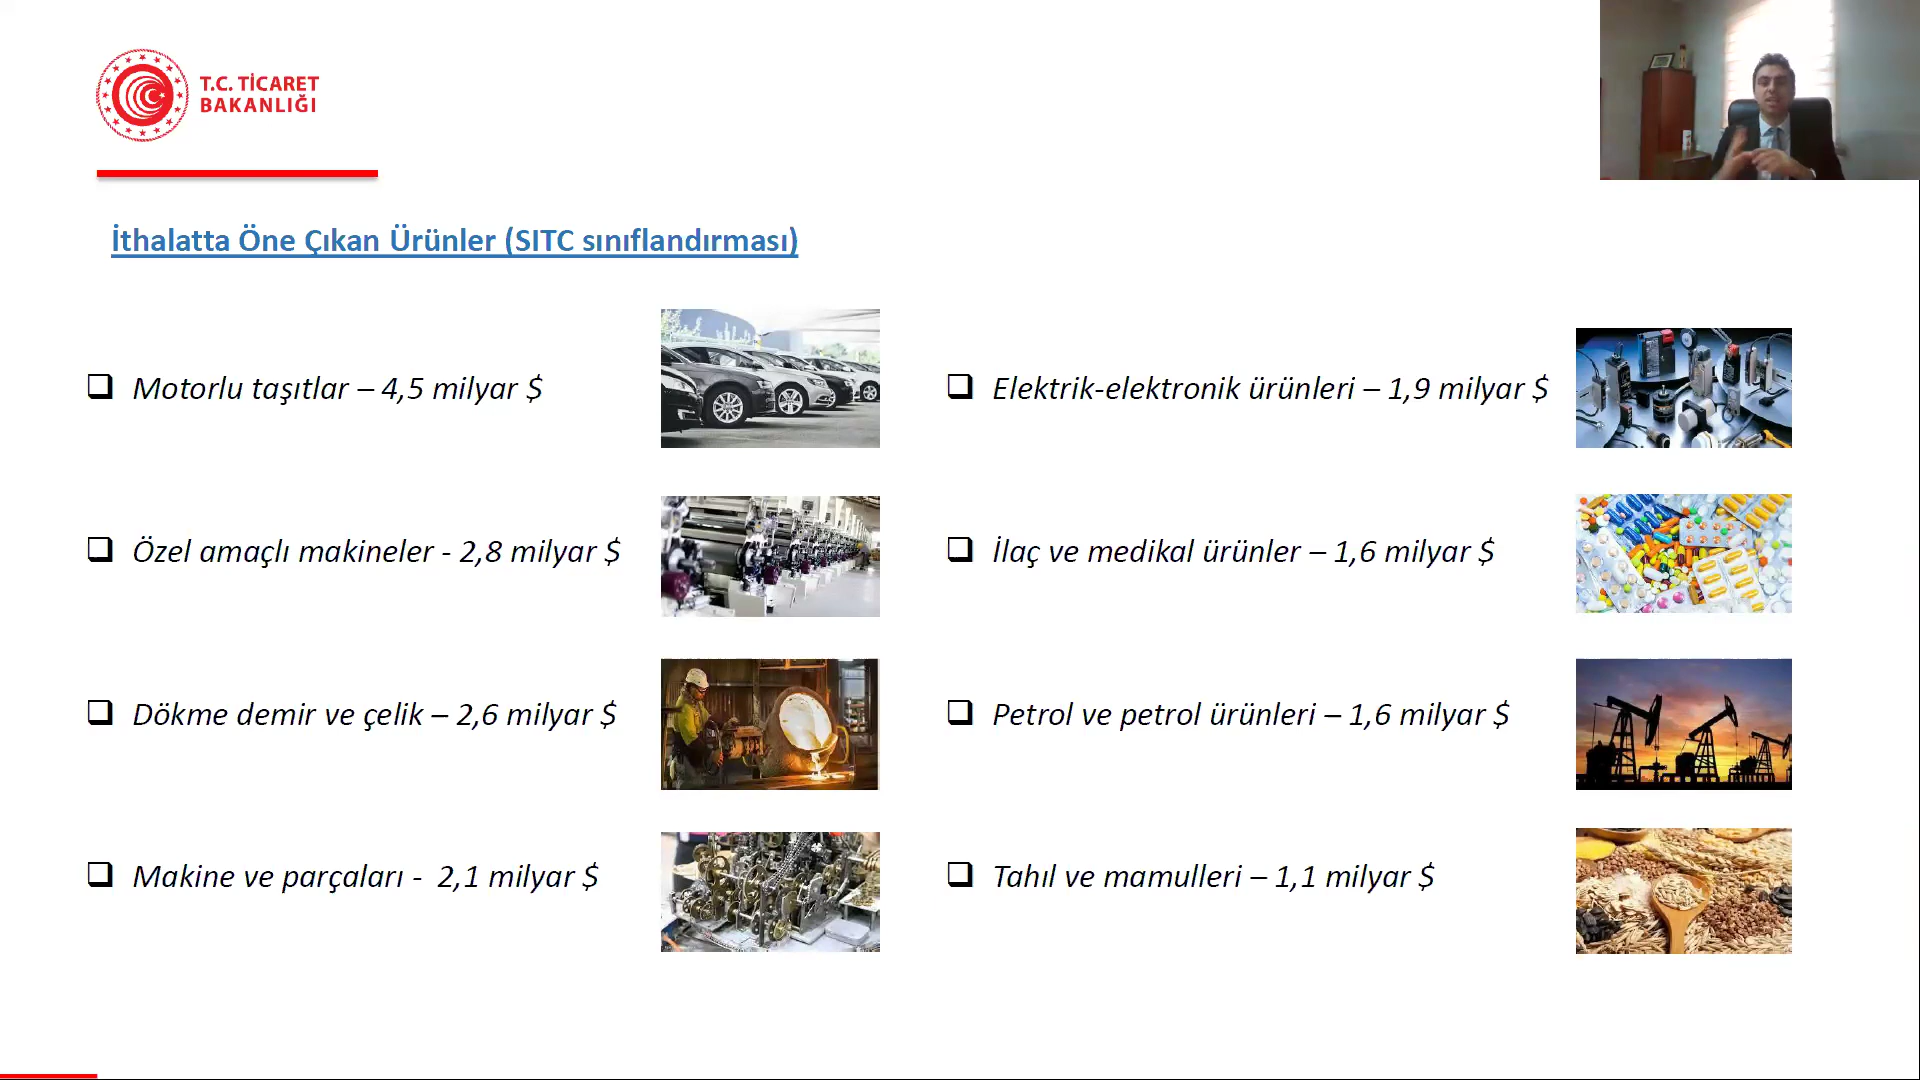 T.C. TİCARET
BAKANLIĞI
İthalatta Öne Çıkan Ürünler (SITC sınıflandırması)
Motorlu taşıtlar – 4,5 milyar $
Özel amaçlı makineler - 2,8 milyar $
Dökme demir ve çelik – 2,6 milyar $
Makine ve parçaları - 2,1 milyar $
Elektrik-elektronik ürünleri – 1,9 milyar $
İlaç ve medikal ürünler – 1,6 milyar $
Petrol ve petrol ürünleri – 1,6 milyar $
Tahıl ve mamulleri – 1,1 milyar $